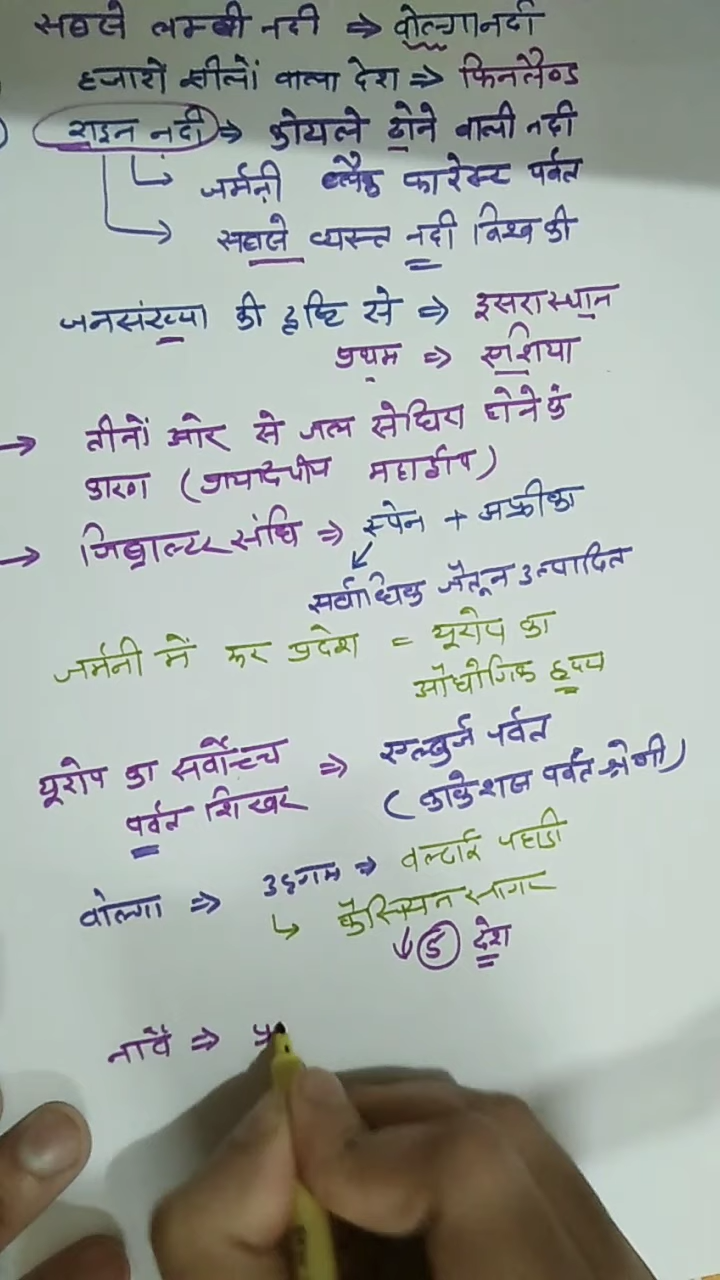 सबसे लम्बी नदी ⇒ वोल्गा नदी
हजारों झीलों वाला देश ⇒ फिनलैण्ड
राइन नदी ⇒ कोयले ढोने वाली नदी
↳ जर्मनी ब्लैक फारेस्ट पर्वत
→ सबसे व्यस्त नदी विश्व की
जनसंख्या की दृष्टि से ⇒ दूसरा स्थान
प्रथम ⇒ एशिया
→ तीनों ओर से जल से घिरा होने के
कारण ( महाद्वीप)
→ जिब्राल्टर संधि ⇒ स्पेन + अफ्रीका
सर्वाधिक जैतून उत्पादित
जर्मनी में रूर प्रदेश = यूरोप का
औधोगिक हृदय
यूरोप का सर्वोच्च ⇒ एल्ब्रुर्ज पर्वत
पर्वत शिखर (काकेशस पर्वत श्रेणी)
वोल्गा ⇒ उद्गम ⇒ वल्दाई पहाडी
↳ कैस्पियन सागर
↓ 5 देश
नार्वे ⇒